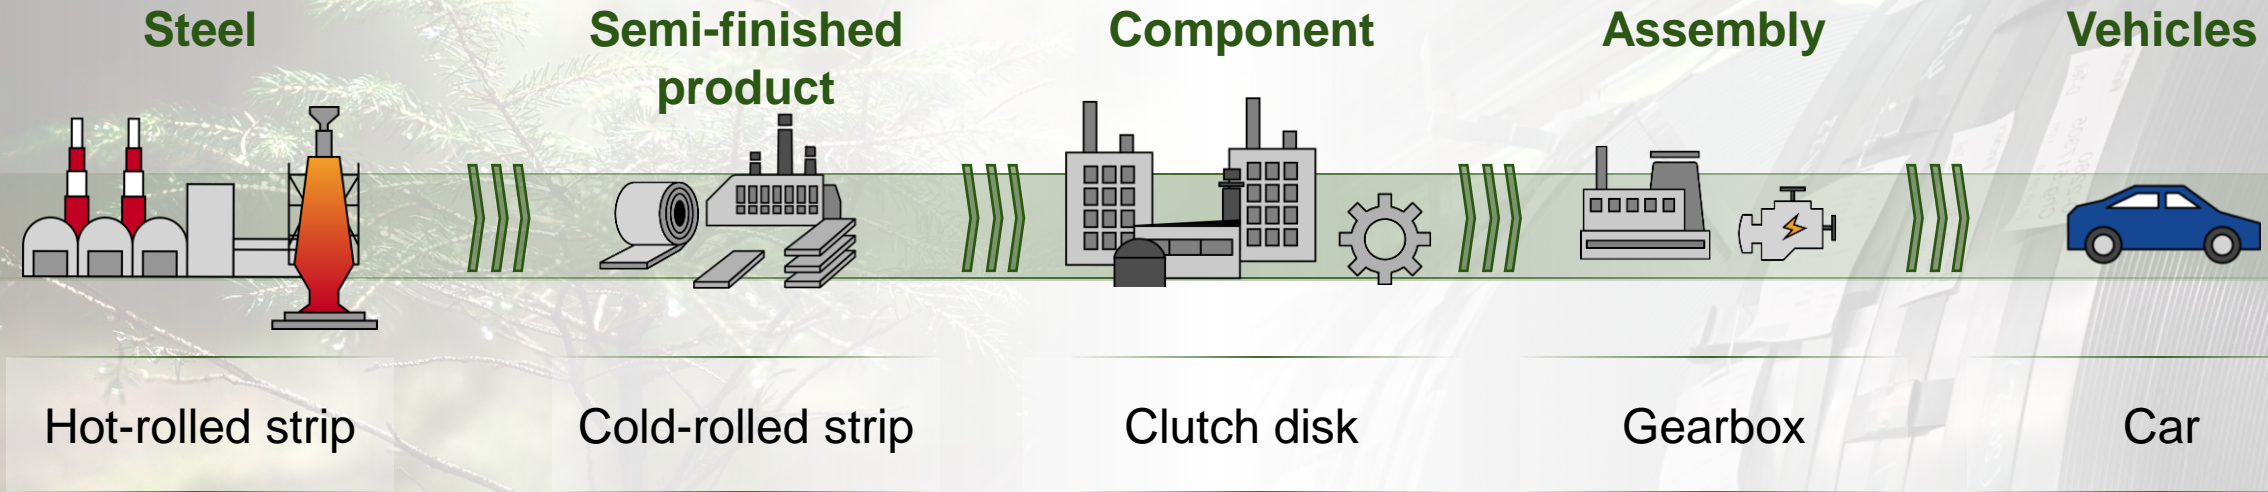 Steel
Semi-finished
product
Component
Assembly
Vehicles
Hot-rolled strip
Cold-rolled strip
Clutch disk
Gearbox
Car